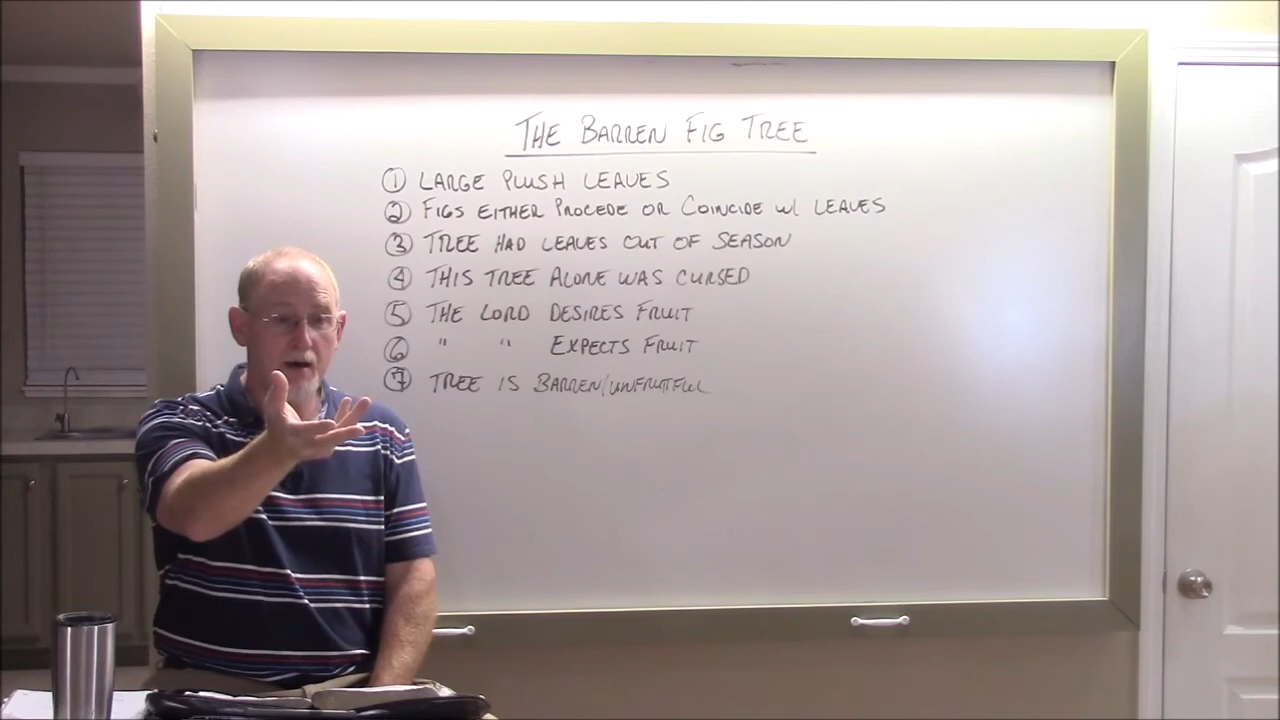 THE BARREN FIG TREE
① LARGE PLUSH LEAVES
② FIGS EITHER PROCEDE OR COINCIDE W/ LEAVES
③ TREE HAD LEAVES OUT OF SEASON
④ THIS TREE ALONE WAS CURSED
⑤ THE LORD DESIRES FRUIT
⑥ " " EXPECTS FRUIT
⑦ TREE IS BARREN/UNFRUTFUL